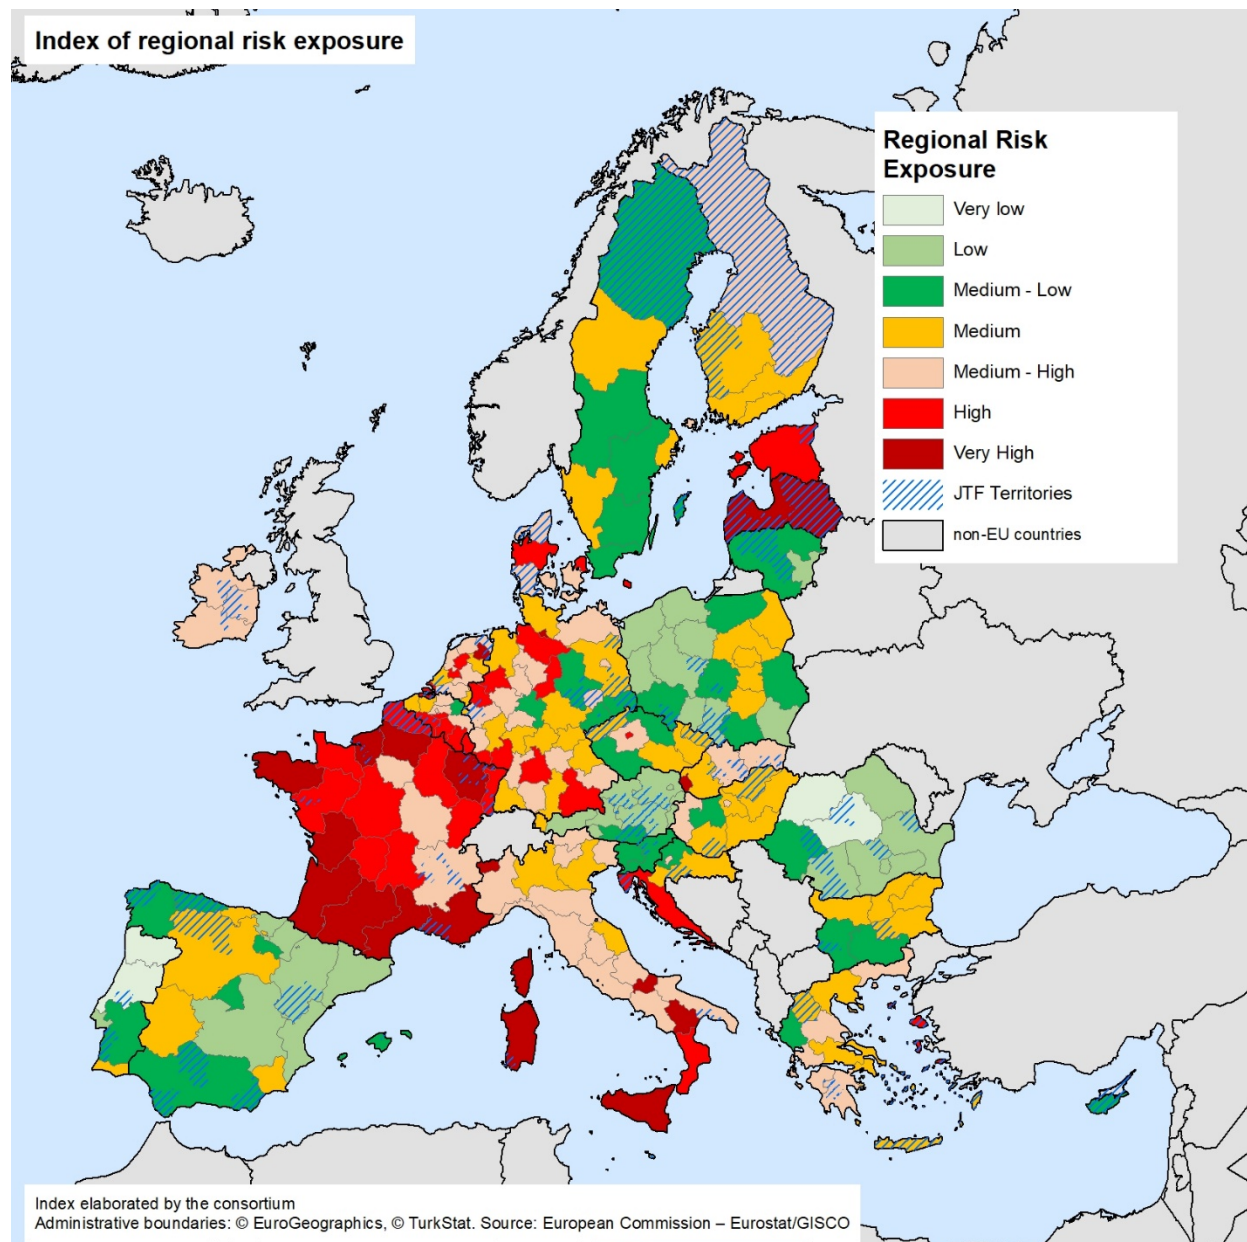 Index of regional risk exposure
Regional Risk
Exposure
Very low
Low
Medium - Low
Medium
Medium - High
High
Very High
JTF Territories
non-EU countries
Index elaborated by the consortium
Administrative boundaries: © EuroGeographics, © TurkStat. Source: European Commission – Eurostat/GISCO